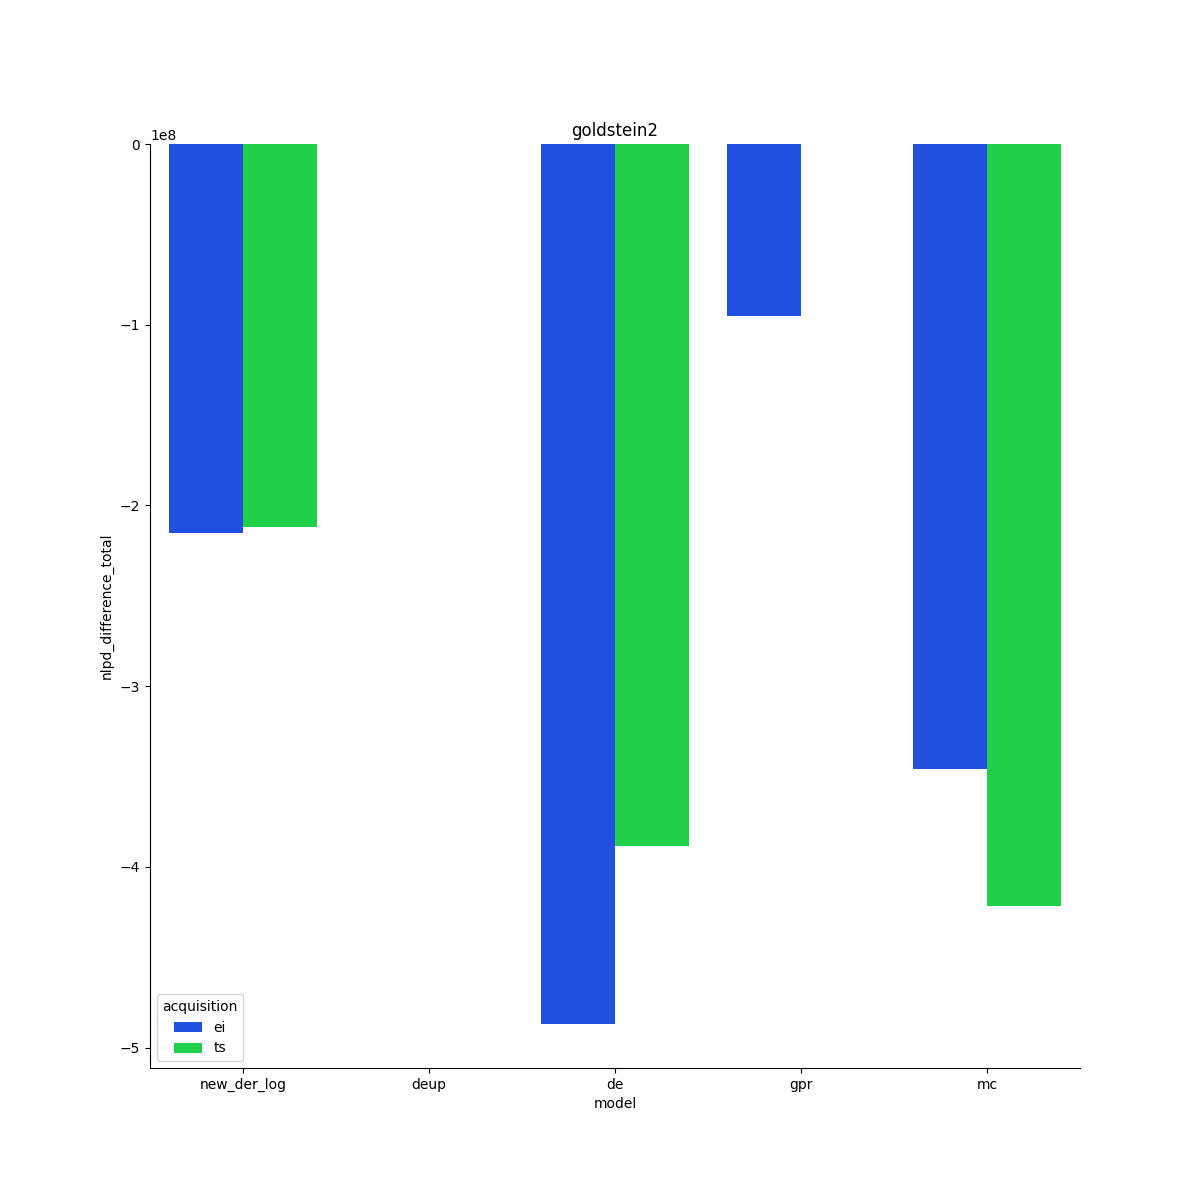 goldstein2
1e8
0
−1
−2
−3
−4
−5
nlpd_difference_total
acquisition
ei
ts
new_der_log deup de gpr mc
model